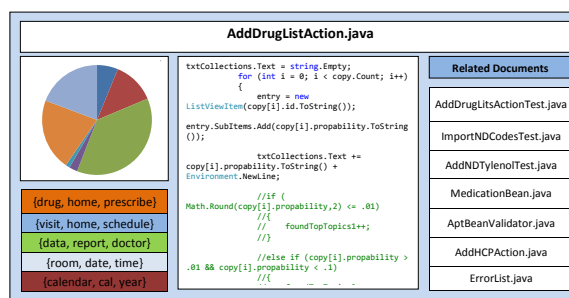 AddDrugListAction.java
txtCollections.Text = string.Empty;
for (int i = 0; i < copy.Count; i++)
{
entry = new
ListViewItem(copy[i].id.ToString());
entry.SubItems.Add(copy[i].propability.ToString
());
txtCollections.Text +=
copy[i].propability.ToString() +
Environment.NewLine;
//if (
Math.Round(copy[i].propability,2) <= .01)
//{
// foundTopTopics1++;
//}
//else if (copy[i].propability >
.01 && copy[i].propability < .1)
//{
{drug, home, prescribe}
{visit, home, schedule}
{data, report, doctor}
{room, date, time}
{calendar, cal, year}
Related Documents
AddDrugLitsActionTest.java
ImportNDCodesTest.java
AddNDTylenolTest.java
MedicationBean.java
AptBeanValidator.java
AddHCPAction.java
ErrorList.java